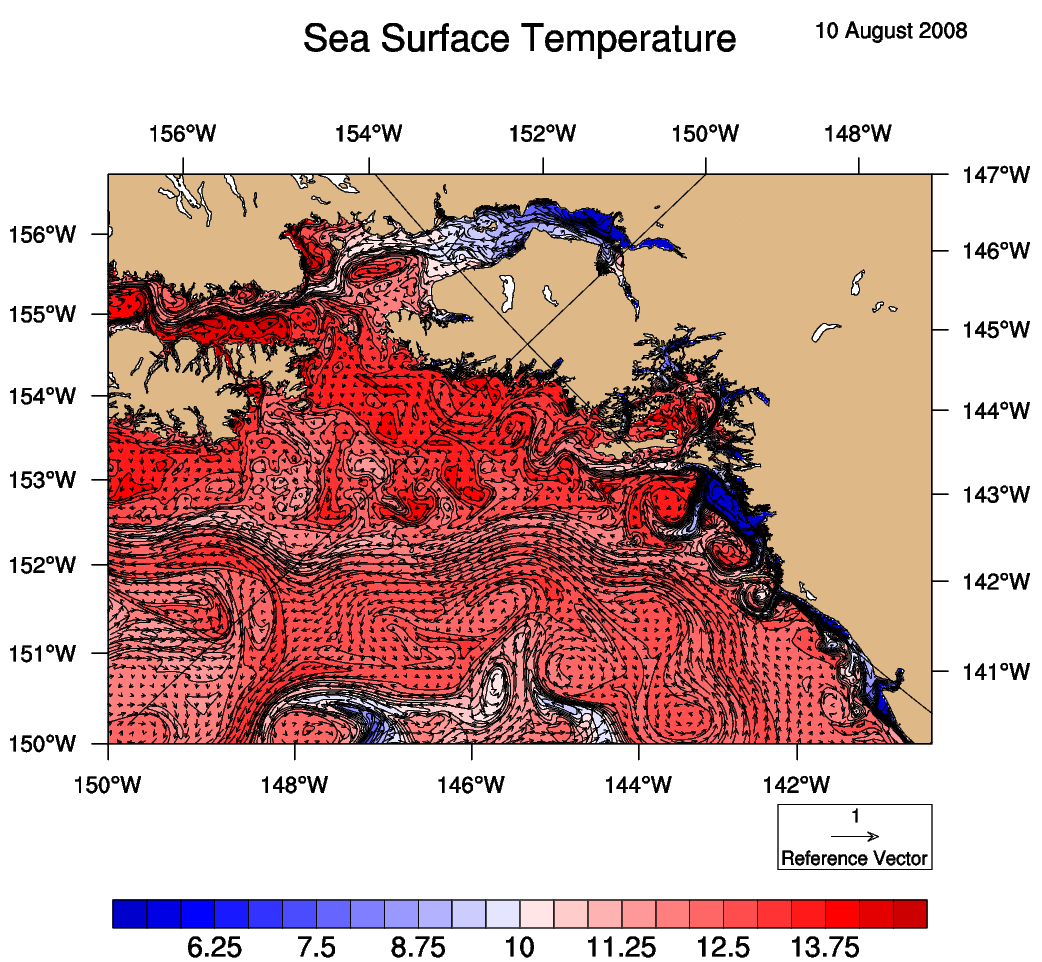 Sea Surface Temperature
10 August 2008
156°W 154°W 152°W 150°W 148°W
147°W
156°W
146°W
155°W
145°W
154°W
144°W
153°W
143°W
152°W
142°W
151°W
141°W
150°W
150°W 148°W 146°W 144°W 142°W
1
Reference Vector
6.25 7.5 8.75 10 11.25 12.5 13.75